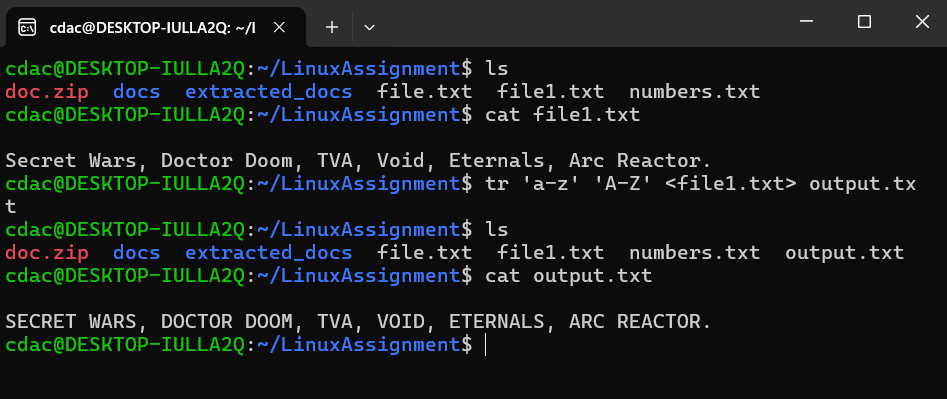 cdac@DESKTOP-IULLA2Q: ~/l
cdac@DESKTOP-IULLA2Q:~/LinuxAssignment$ ls
doc.zip  docs  extracted_docs  file.txt  file1.txt  numbers.txt
cdac@DESKTOP-IULLA2Q:~/LinuxAssignment$ cat file1.txt
Secret Wars, Doctor Doom, TVA, Void, Eternals, Arc Reactor.
cdac@DESKTOP-IULLA2Q:~/LinuxAssignment$ tr 'a-z' 'A-Z' <file1.txt> output.tx
t
cdac@DESKTOP-IULLA2Q:~/LinuxAssignment$ ls
doc.zip  docs  extracted_docs  file.txt  file1.txt  numbers.txt  output.txt
cdac@DESKTOP-IULLA2Q:~/LinuxAssignment$ cat output.txt
SECRET WARS, DOCTOR DOOM, TVA, VOID, ETERNALS, ARC REACTOR.
cdac@DESKTOP-IULLA2Q:~/LinuxAssignment$